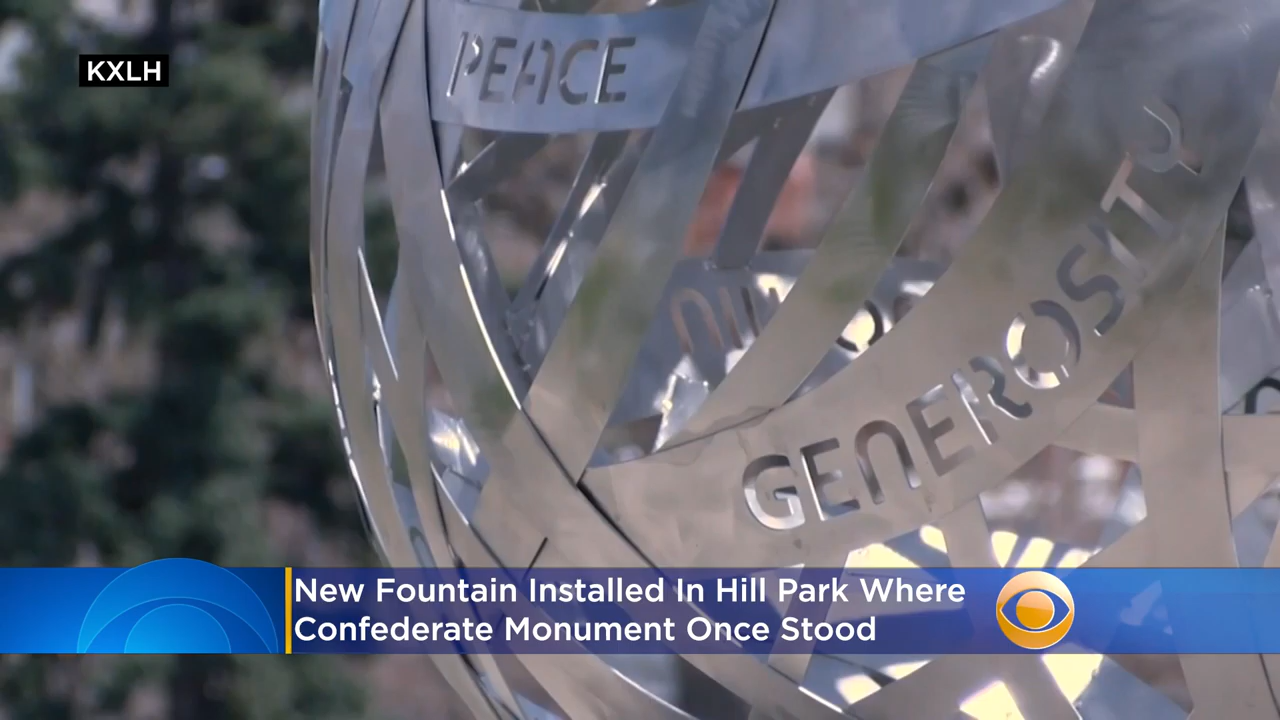 KXLH
PEACE
GENEROSITY
New Fountain Installed In Hill Park Where
Confederate Monument Once Stood